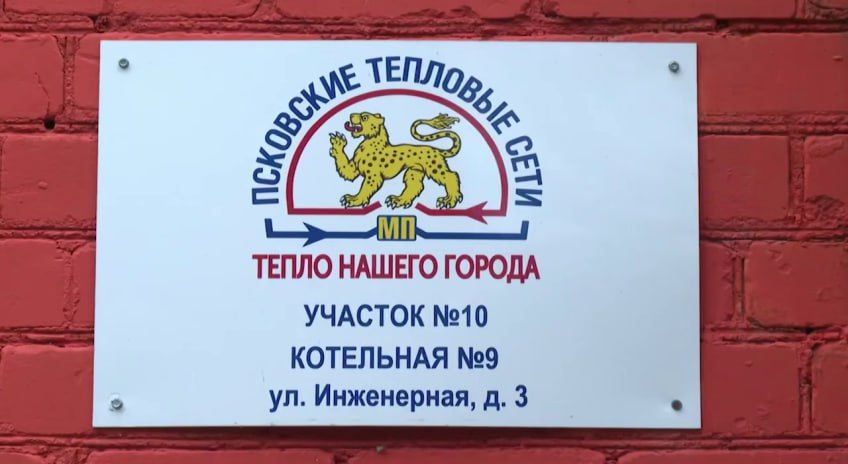 ПСКОВСКИЕ ТЕПЛОВЫЕ СЕТИ
МП
ТЕПЛО НАШЕГО ГОРОДА
УЧАСТОК №10
КОТЕЛЬНАЯ №9
ул. Инженерная, д. 3